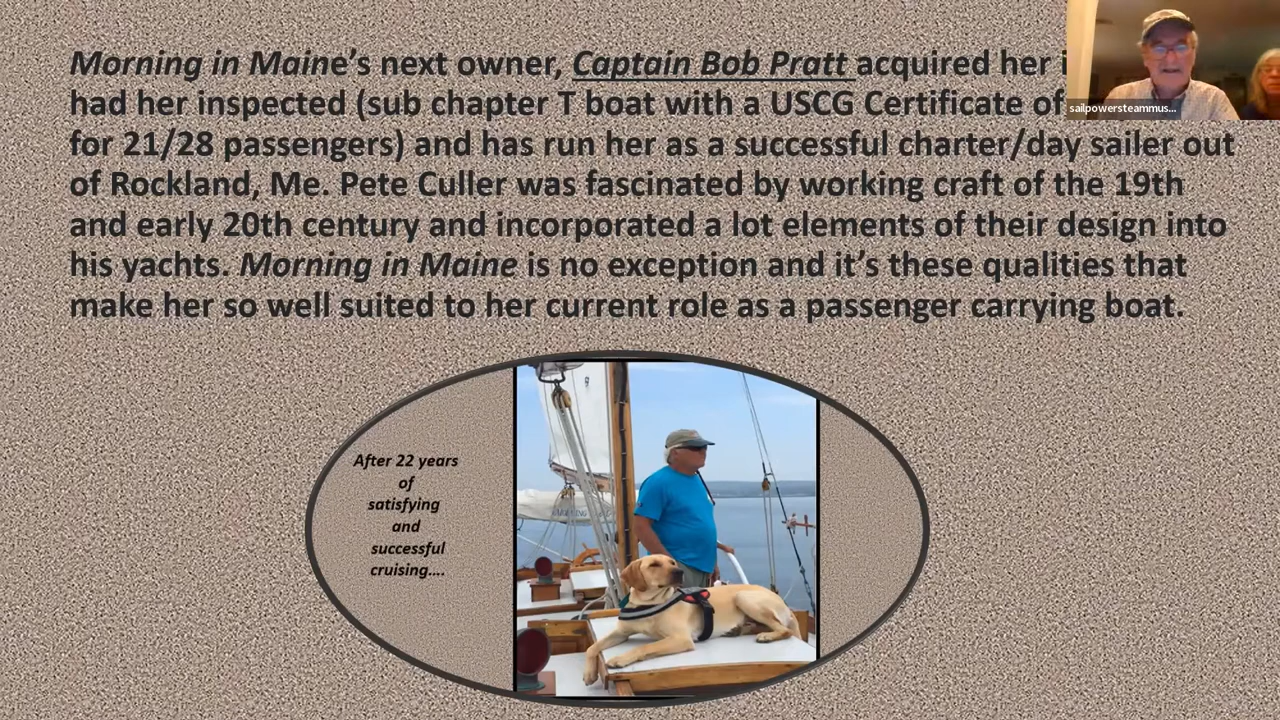 Morning in Maine's next owner, Captain Bob Pratt acquired her
had her inspected (sub chapter T boat with a USCG Certificate of
for 21/28 passengers) and has run her as a successful charter/day sailer out
of Rockland, Me. Pete Culler was fascinated by working craft of the 19th
and early 20th century and incorporated a lot elements of their design into
his yachts. Morning in Maine is no exception and it's these qualities that
make her so well suited to her current role as a passenger carrying boat.
sailpowersteammus...
After 22 years
of
satisfying
and
successful
cruising....